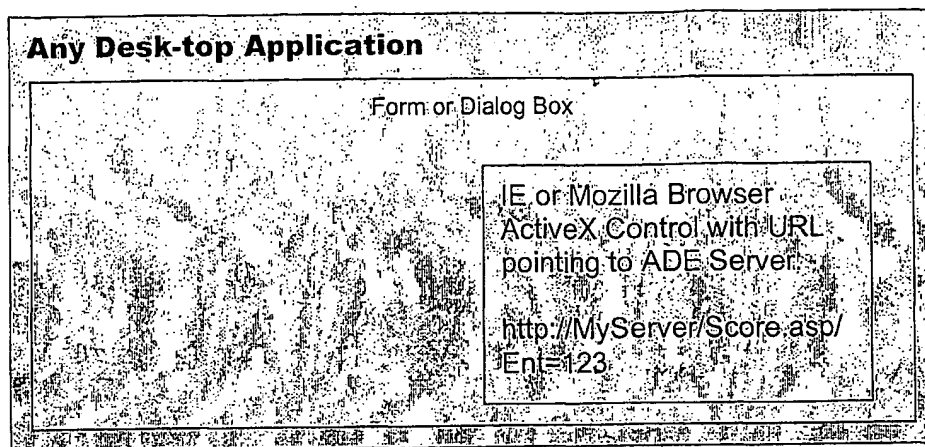 Any Desk-top Application
Form or Dialog Box
IE or Mozilla Browser
ActiveX Control with URL
pointing to ADE Server.
http://MyServer/Score.asp/
Ent=123